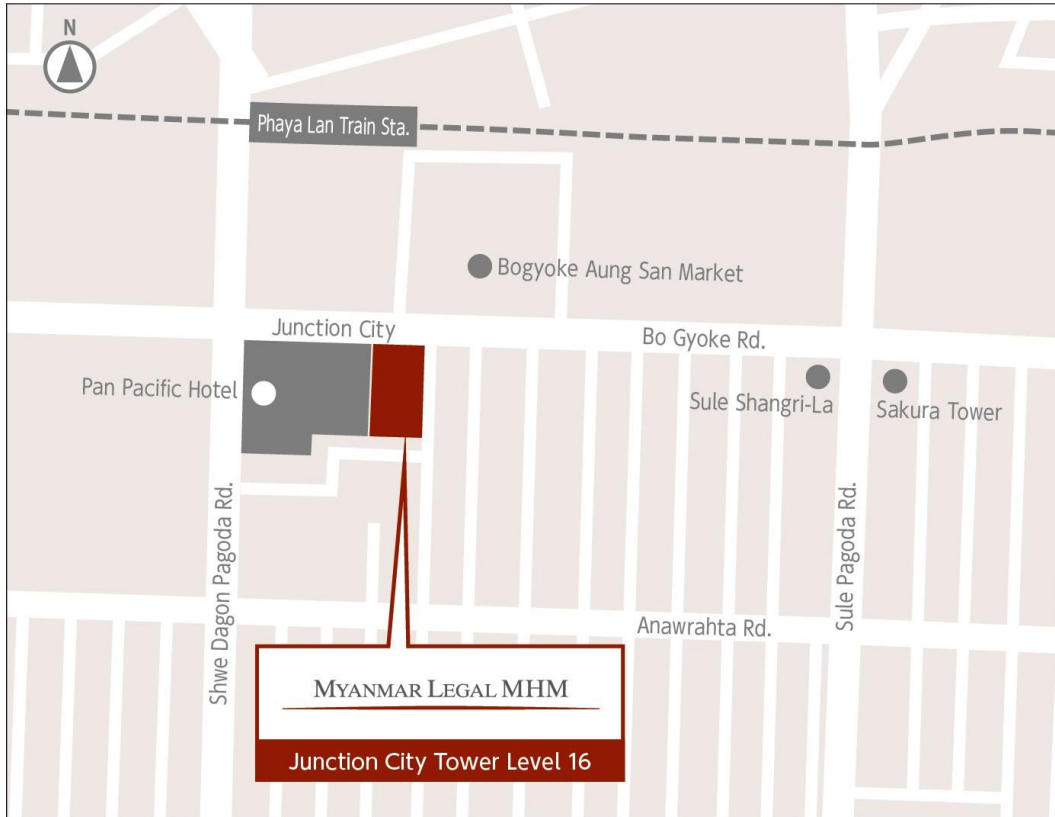 N
Phaya Lan Train Sta.
Bogyoke Aung San Market
Junction City
Bo Gyoke Rd.
Pan Pacific Hotel
Sule Shangri-La
Sakura Tower
Shwe Dagon Pagoda Rd.
Sule Pagoda Rd.
Anawrahta Rd.
MYANMAR LEGAL MHM
Junction City Tower Level 16